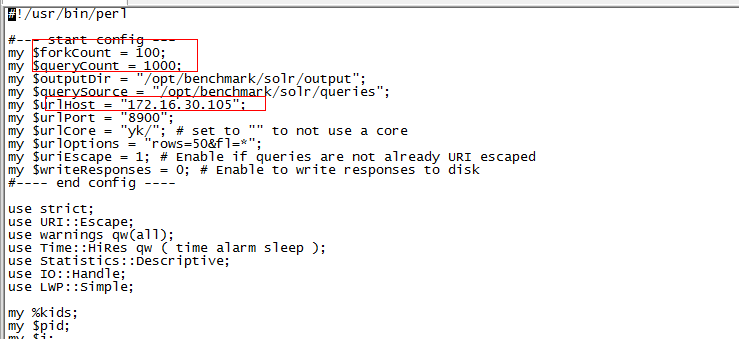 #!/usr/bin/perl
#--- start config ---
my $forkCount = 100;
my $queryCount = 1000;
my $outputDir = "/opt/benchmark/solr/output";
my $querySource = "/opt/benchmark/solr/queries";
my $urlHost = "172.16.30.105";
my $urlPort = "8900";
my $urlCore = "yk/"; # set to "" to not use a core
my $urlOptions = "rows=50&fl=*";
my $uriEscape = 1; # Enable if queries are not already URI escaped
my $writeResponses = 0; # Enable to write responses to disk
#---- end config ----
use strict;
use URI::Escape;
use warnings qw(all);
use Time::HiRes qw ( time alarm sleep );
use Statistics::Descriptive;
use IO::Handle;
use LWP::Simple;
my %kids;
my $pid;
my $i;